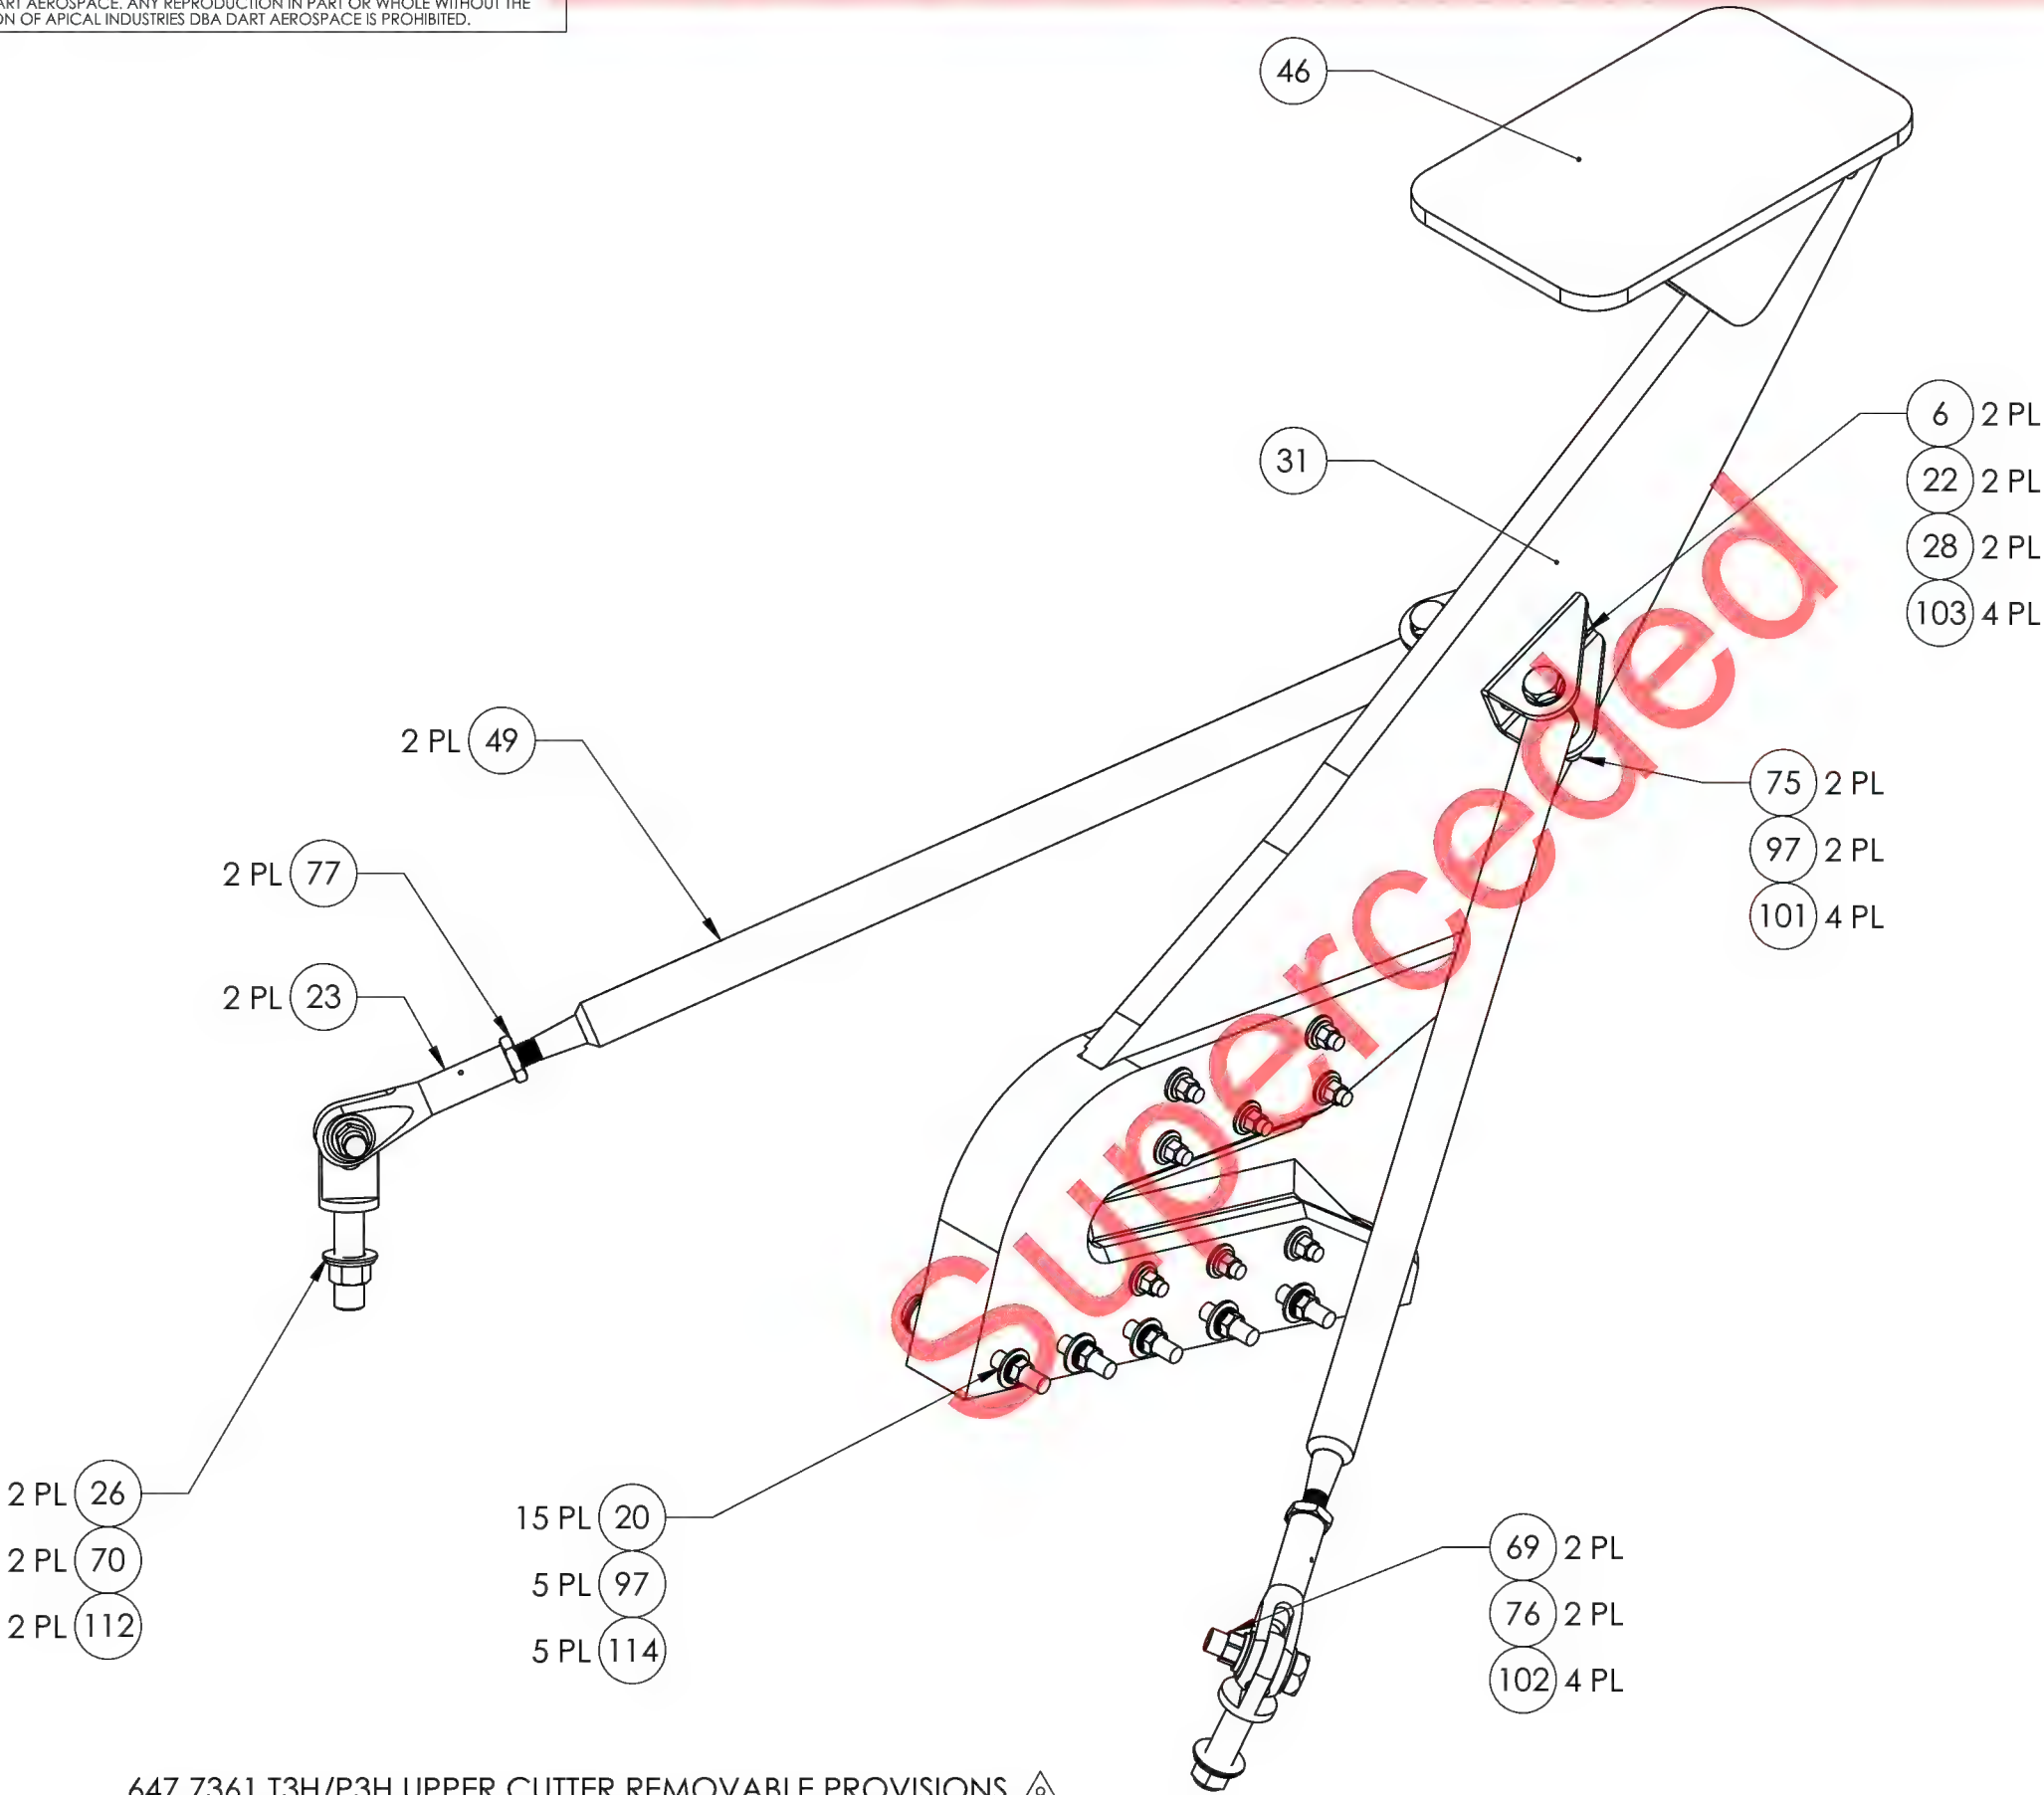 ART AEROSPACE. ANY REPRODUCTION IN PART OR WHOLE WITHOUT THE
ON OF APICAL INDUSTRIES DBA DART AEROSPACE IS PROHIBITED.
46
6 2 PL
22 2 PL
28 2 PL
103 4 PL
31
2 PL 49
75 2 PL
97 2 PL
101 4 PL
2 PL 77
2 PL 23
Superceded
2 PL 26
2 PL 70
2 PL 112
15 PL 20
5 PL 97
5 PL 114
69 2 PL
76 2 PL
102 4 PL
647.7361 T3H/P3H UPPER CUTTER REMOVABLE PROVISIONS